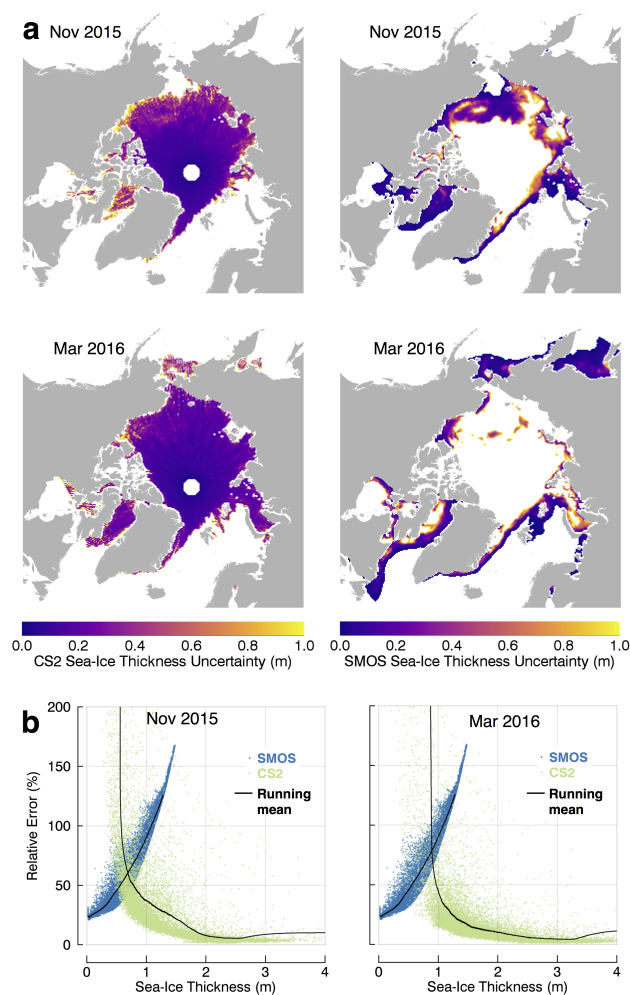 a
Nov 2015
Nov 2015
Mar 2016
Mar 2016
0.0 0.2 0.4 0.6 0.8 1.0
CS2 Sea-Ice Thickness Uncertainty (m)
0.0 0.2 0.4 0.6 0.8 1.0
SMOS Sea-Ice Thickness Uncertainty (m)
b
Nov 2015
SMOS
CS2
Running
mean
200
150
100
50
0
Relative Error (%)
0 1 2 3 4
Sea-Ice Thickness (m)
Mar 2016
SMOS
CS2
Running
mean
0 1 2 3 4
Sea-Ice Thickness (m)